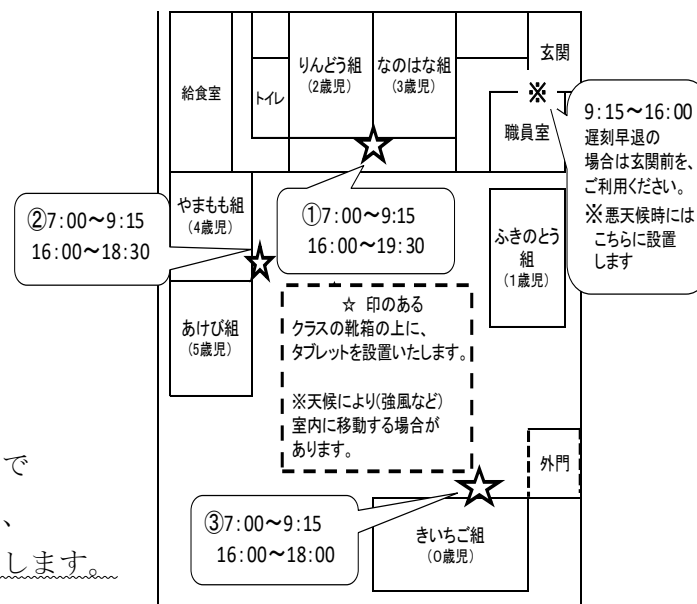 給食室
トイレ
りんどう組
(2歳児)
なのはな組
(3歳児)
玄関
※
職員室
9:15～16:00
遅刻早退の
場合は玄関前を、
ご利用ください。
※悪天候時には
こちらに設置
します
やまもも組
(4歳児)
②7:00～9:15
16:00～18:30
①7:00～9:15
16:00～19:30
ふきのとう
組
(1歳児)
あけび組
(5歳児)
☆ 印のある
クラスの靴箱の上に、
タブレットを設置いたします。
※天候により(強風など)
室内に移動する場合が
あります。
外門
③7:00～9:15
16:00～18:00
きいちご組
(0歳児)
で
、
します。